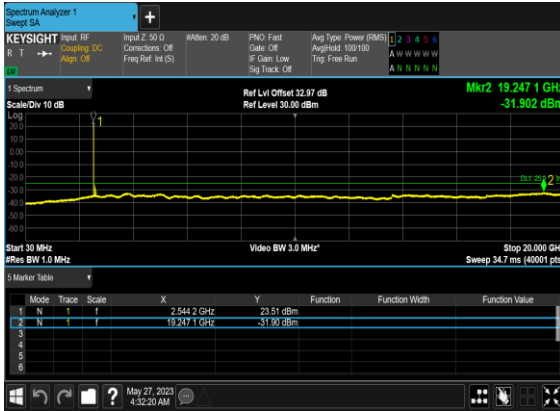 Spectrum Analyzer 1
Swept SA
+
KEYSIGHT Input: RF Input Z: 50 Ω #Atten: 20 dB PNO: Fast Avg Type: Power (RMS) 1 2 3 4 5 6
R T Coupling: DC Corrections: Off Gate: Off Avg|Hold: 100/100 A W W W W W
Align: Off Freq Ref: Int (S) IF Gain: Low Trig: Free Run
LXI Sig Track: Off A N N N N N
1 Spectrum Ref Lvl Offset 32.97 dB Mkr2 19.247 1 GHz
Scale/Div 10 dB Ref Level 30.00 dBm -31.902 dBm
Log
1
20.0
10.0
0.00
-10.0
-20.0
2
-30.0
-40.0
-50.0
-60.0
Start 30 MHz Video BW 3.0 MHz* Stop 20.000 GHz
#Res BW 1.0 MHz Sweep 34.7 ms (40001 pts)
5 Marker Table
Mode Trace Scale X Y Function Function Width Function Value
1 N 1 f 2.544 2 GHz 23.51 dBm
2 N 1 f 19.247 1 GHz -31.90 dBm
3
4
5
6
? May 27, 2023
4:32:20 AM